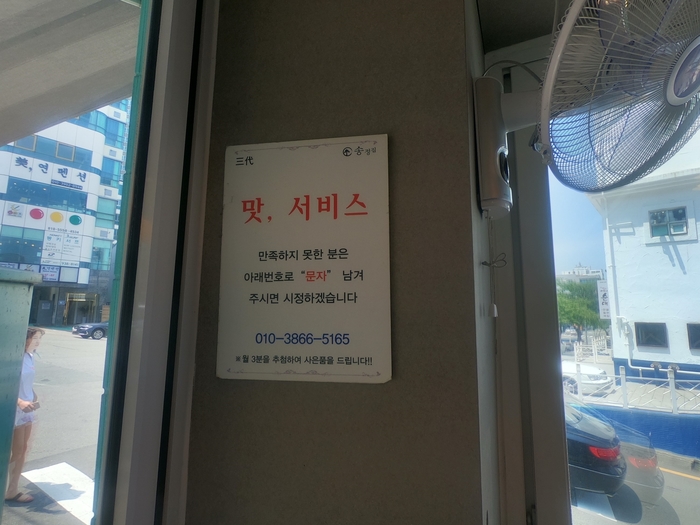 美, 언펜션
三代
맛, 서비스
만족하지 못한 분은
아래번호로 “문자” 남겨
주시면 시정하겠습니다
010-3866-5165
※월 3분을 추첨하여 사은품을 드립니다!!